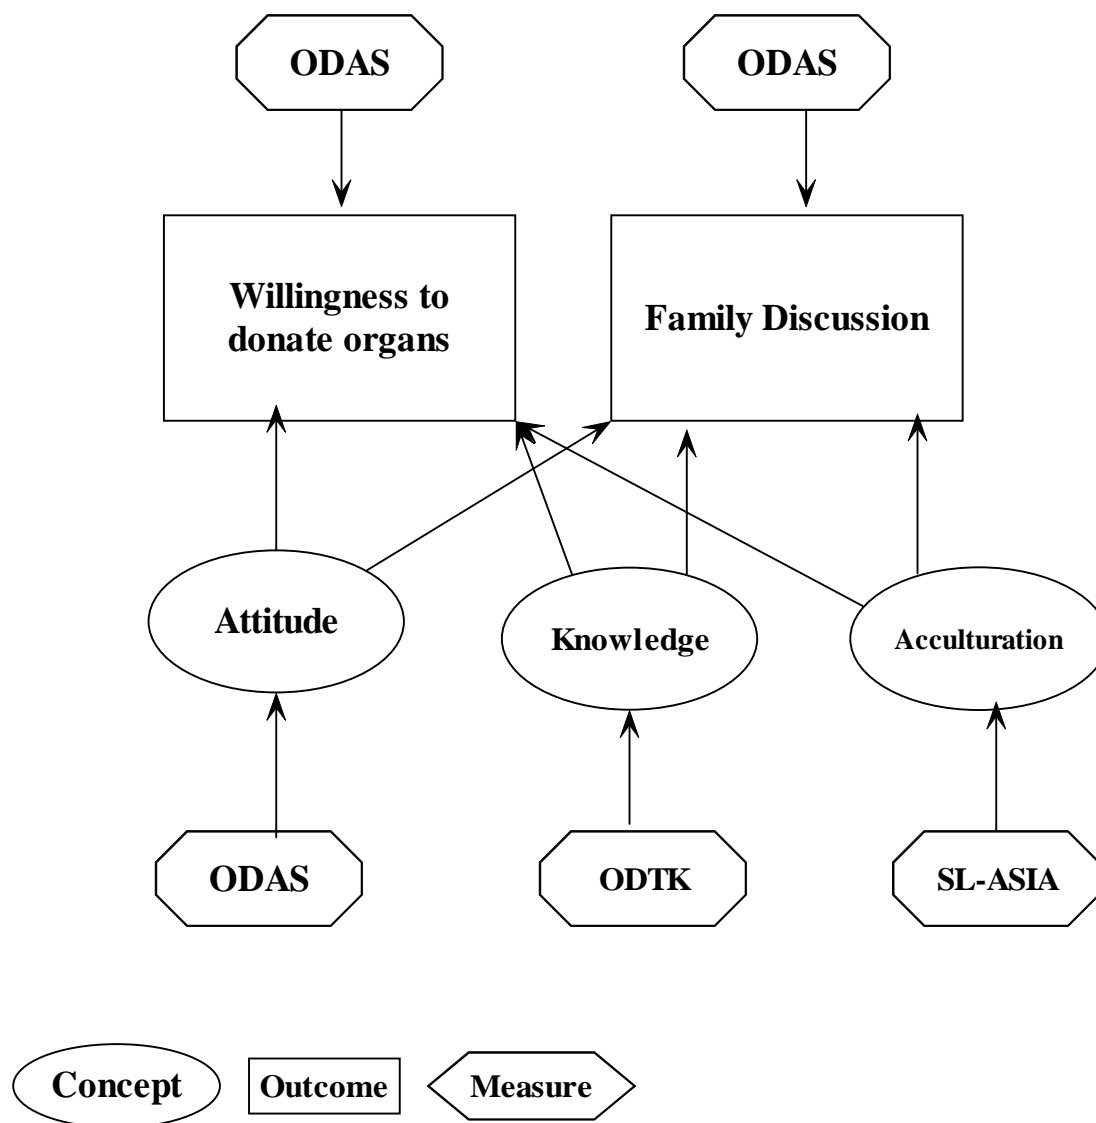 ODAS
ODAS
Willingness to
donate organs
Family Discussion
Attitude
Knowledge
Acculturation
ODAS
ODTK
SL-ASIA
Concept
Outcome
Measure